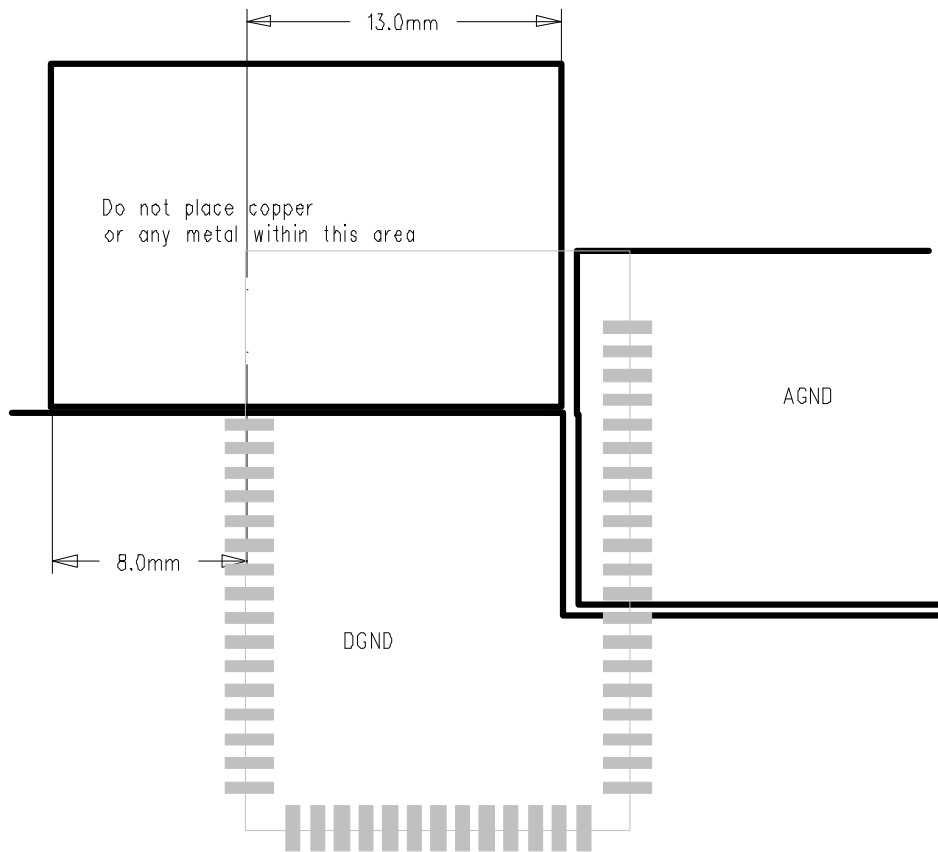 13.0mm
Do not place copper
or any metal within this area
AGND
8.0mm
DGND